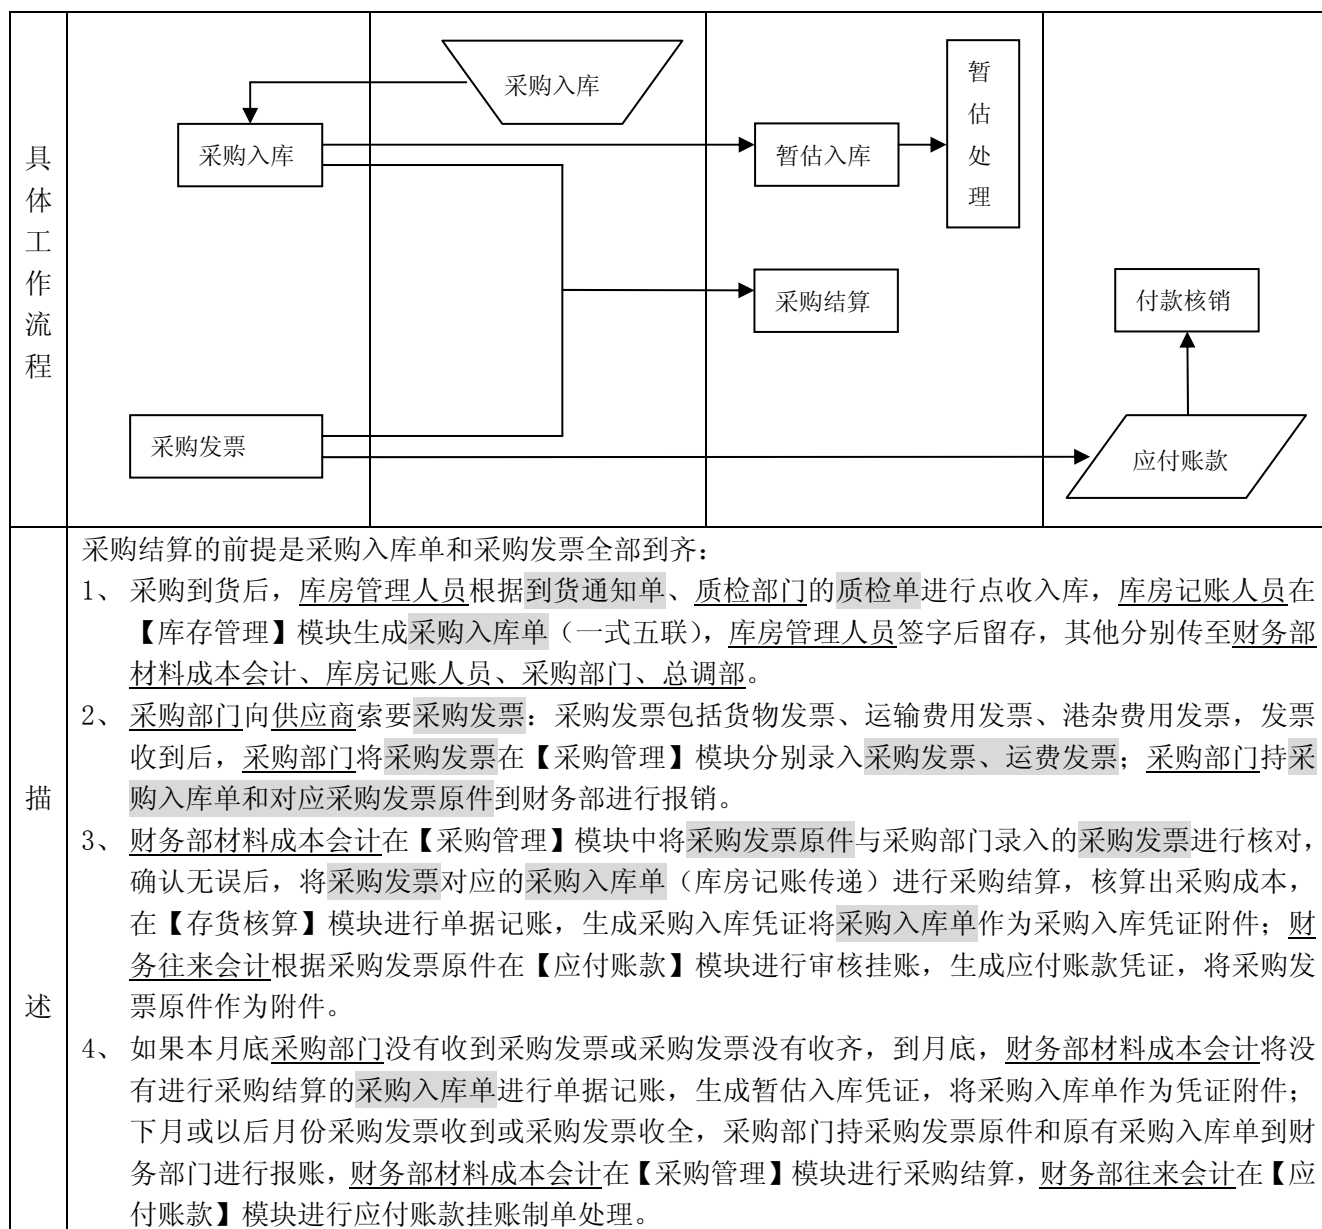 具体工作流程
采购入库
采购入库
暂估入库
暂估处理
采购结算
付款核销
采购发票
应付账款
描述
采购结算的前提是采购入库单和采购发票全部到齐：
1、 采购到货后，库房管理人员根据到货通知单、质检部门的质检单进行点收入库，库房记账人员在
【库存管理】模块生成采购入库单（一式五联），库房管理人员签字后留存，其他分别传至财务部
材料成本会计、库房记账人员、采购部门、总调部。
2、 采购部门向供应商索要采购发票：采购发票包括货物发票、运输费用发票、港杂费用发票，发票
收到后，采购部门将采购发票在【采购管理】模块分别录入采购发票、运费发票；采购部门持采
购入库单和对应采购发票原件到财务部进行报销。
3、 财务部材料成本会计在【采购管理】模块中将采购发票原件与采购部门录入的采购发票进行核对，
确认无误后，将采购发票对应的采购入库单（库房记账传递）进行采购结算，核算出采购成本，
在【存货核算】模块进行单据记账，生成采购入库凭证将采购入库单作为采购入库凭证附件；财
务往来会计根据采购发票原件在【应付账款】模块进行审核挂账，生成应付账款凭证，将采购发
票原件作为附件。
4、 如果本月底采购部门没有收到采购发票或采购发票没有收齐，到月底，财务部材料成本会计将没
有进行采购结算的采购入库单进行单据记账，生成暂估入库凭证，将采购入库单作为凭证附件；
下月或以后月份采购发票收到或采购发票收全，采购部门持采购发票原件和原有采购入库单到财
务部门进行报账，财务部材料成本会计在【采购管理】模块进行采购结算，财务部往来会计在【应
付账款】模块进行应付账款挂账制单处理。